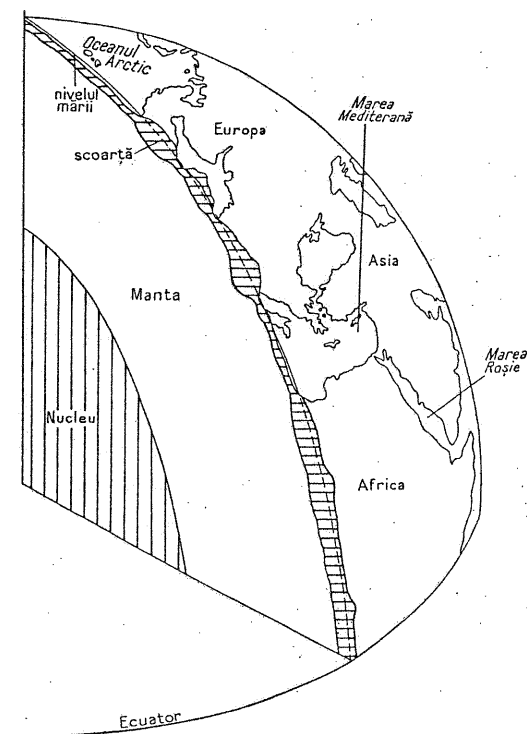 Oceanul
Arctic
nivelul
mării
scoarță
Europa
Marea
Mediterană
Asia
Manta
Marea
Roșie
Nucleu
Africa
Ecuator